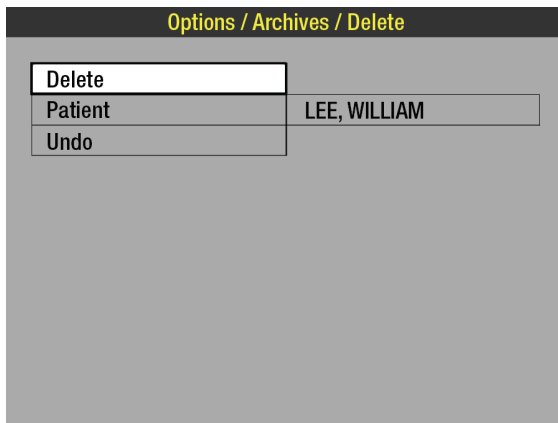 Options / Archives / Delete
Delete
Patient LEE, WILLIAM
Undo